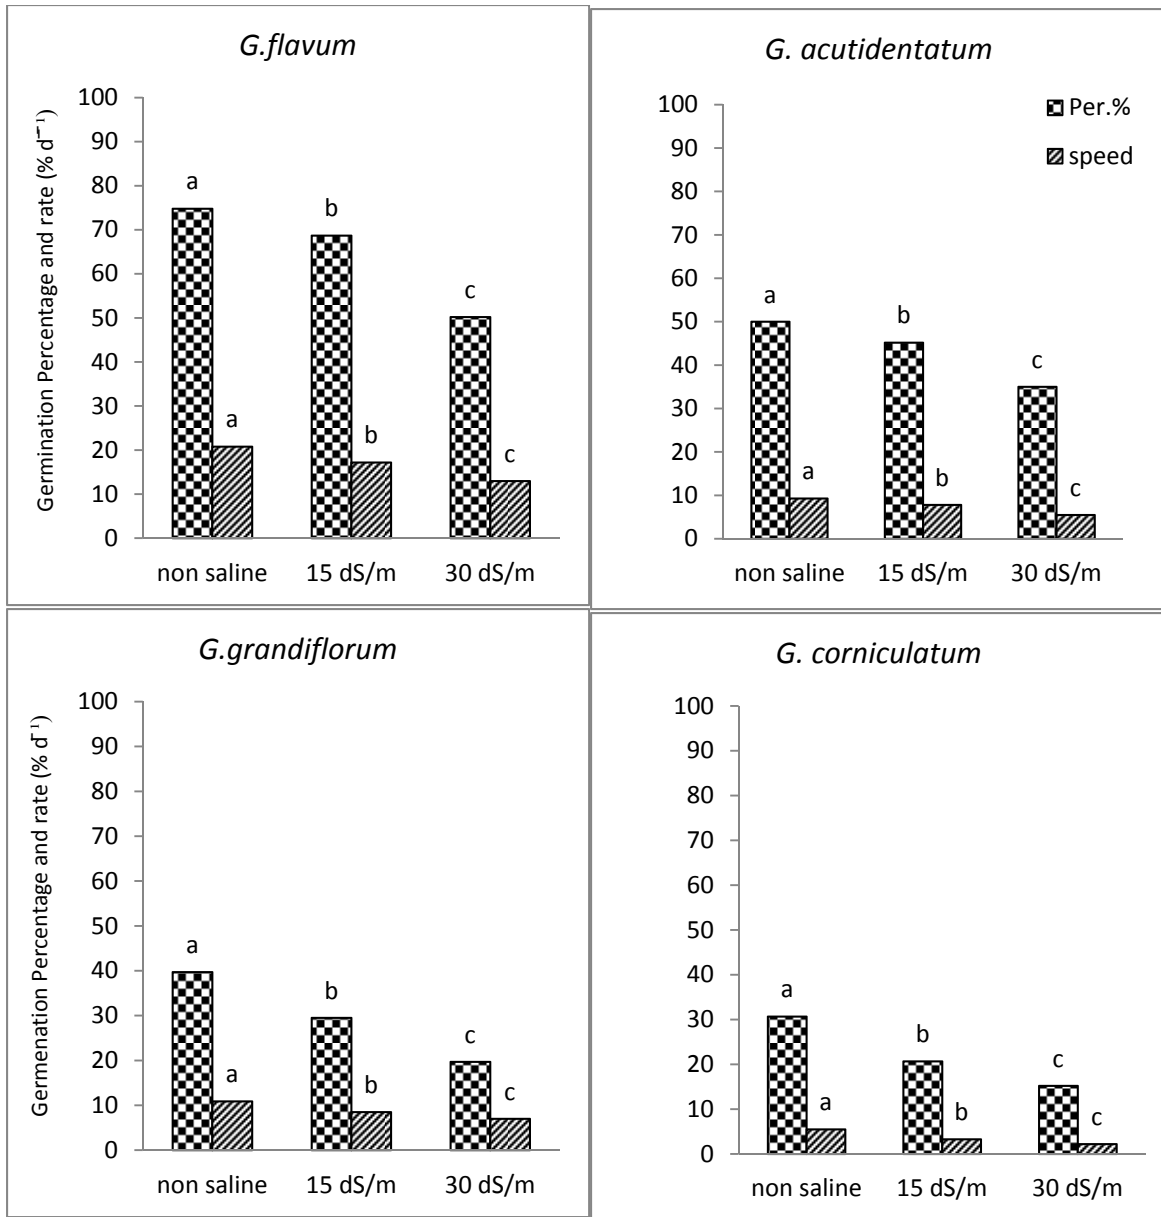 G.flavum
Germination Percentage and rate (% d⁻¹)
100
90
80
70
60
50
40
30
20
10
0
a
a
b
b
c
c
non saline 15 dS/m 30 dS/m
G. acutidentatum
Per.%
speed
100
90
80
70
60
50
40
30
20
10
0
a
a
b
b
c
c
non saline 15 dS/m 30 dS/m
G.grandiflorum
Germenation Percentage and rate (% d⁻¹)
100
90
80
70
60
50
40
30
20
10
0
a
a
b
b
c
c
non saline 15 dS/m 30 dS/m
G. corniculatum
100
90
80
70
60
50
40
30
20
10
0
a
a
b
b
c
c
non saline 15 dS/m 30 dS/m